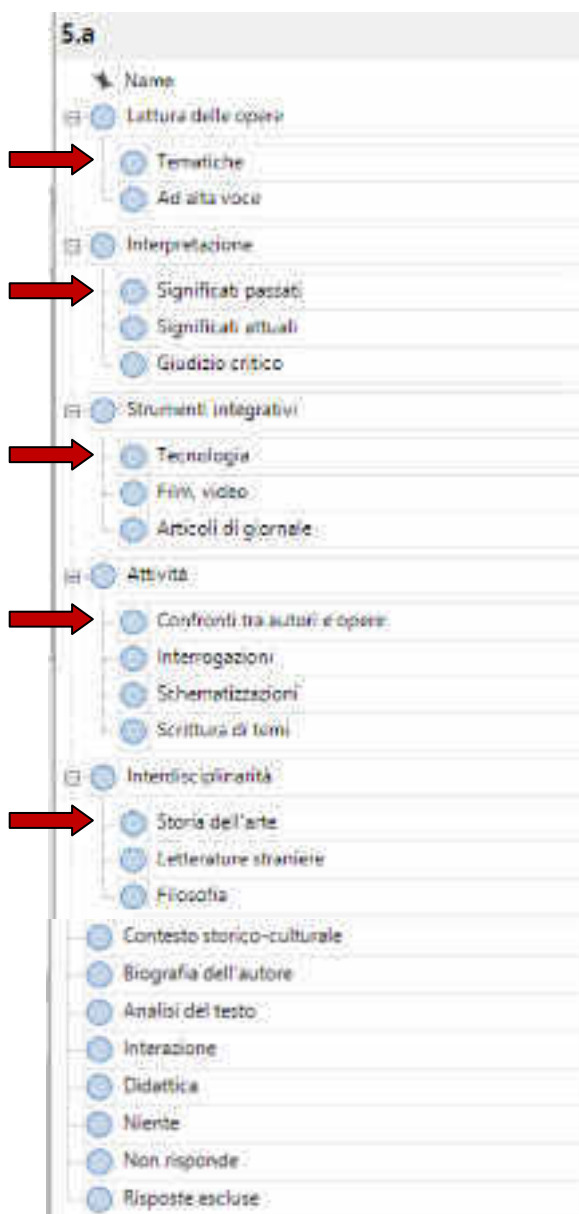 5.a
Name
Lettura delle opere
Tematiche
Ad alta voce
Interpretazione
Significati passati
Significati attuali
Giudizio critico
Strumenti integrativi
Tecnologia
Film, video
Articoli di giornale
Attività
Confronti tra autori e opere
Interrogazioni
Schematizzazioni
Scrittura di temi
Interdisciplinarità
Storia dell'arte
Letterature straniere
Filosofia
Contesto storico-culturale
Biografia dell'autore
Analisi del testo
Interazione
Didattica
Niente
Non risponde
Risposte escluse